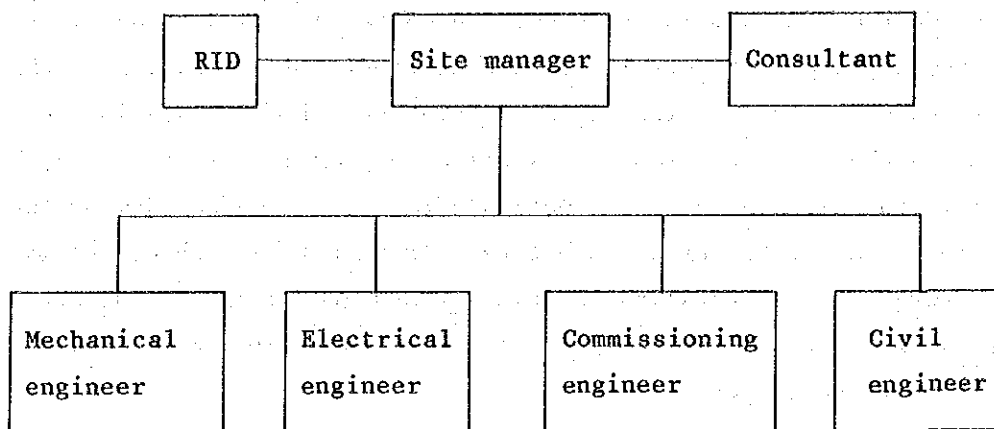 RID
Site manager
Consultant
Mechanical
engineer
Electrical
engineer
Commissioning
engineer
Civil
engineer